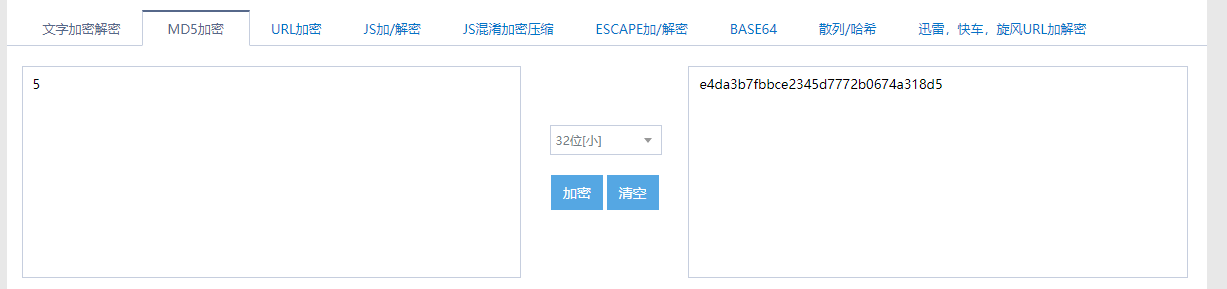 文字加密解密 MD5加密 URL加密 JS加/解密 JS混淆加密压缩 ESCAPE加/解密 BASE64 散列/哈希 迅雷，快车，旋风URL加解密
5
e4da3b7fbbce2345d7772b0674a318d5
32位[小]
加密 清空